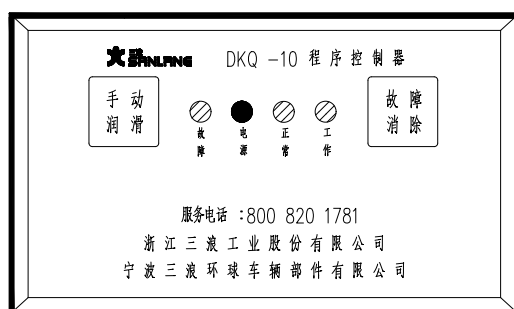 SANLANG DKQ -10 程序控制器
手动
润滑
故障
电源
正常
工作
故障
消除
服务电话 :800 820 1781
浙江三浪工业股份有限公司
宁波三浪环球车辆部件有限公司